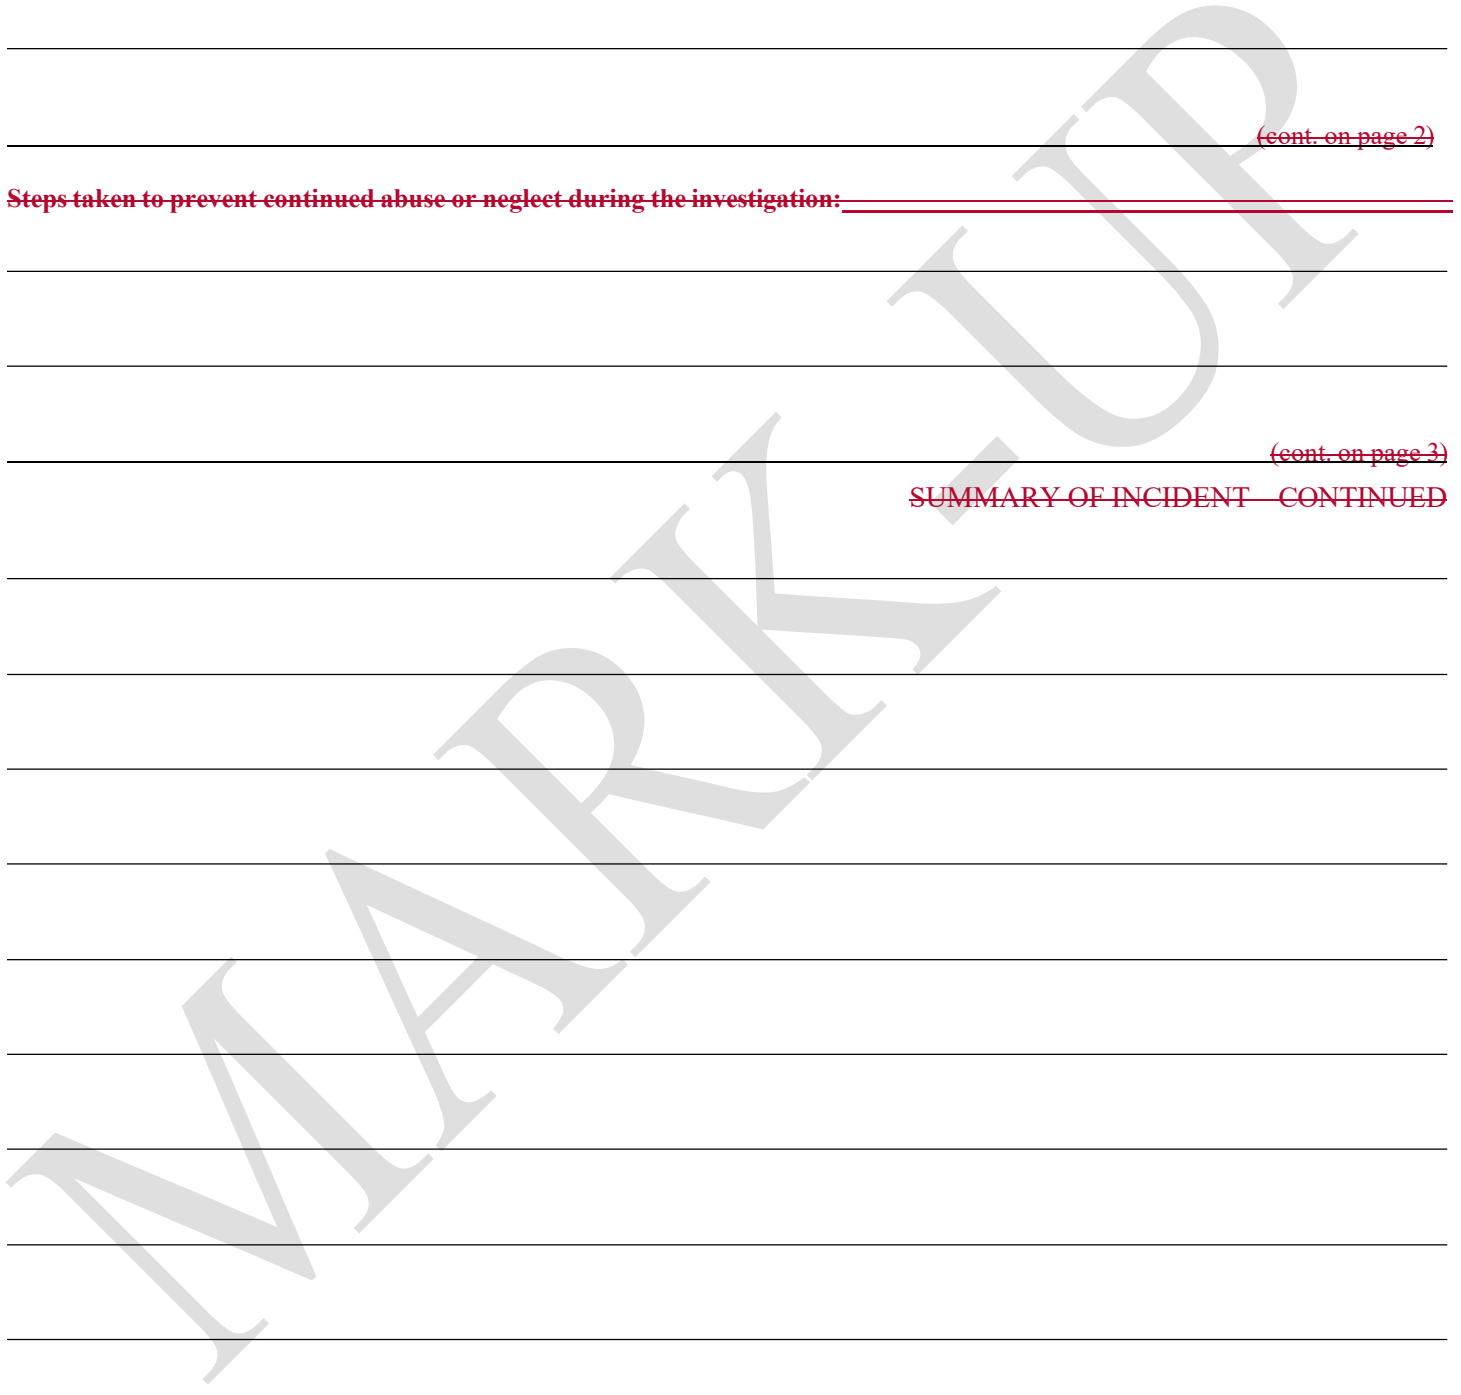 (cont. on page 2)
Steps taken to prevent continued abuse or neglect during the investigation:
(cont. on page 3)
SUMMARY OF INCIDENT CONTINUED
MARK-UP